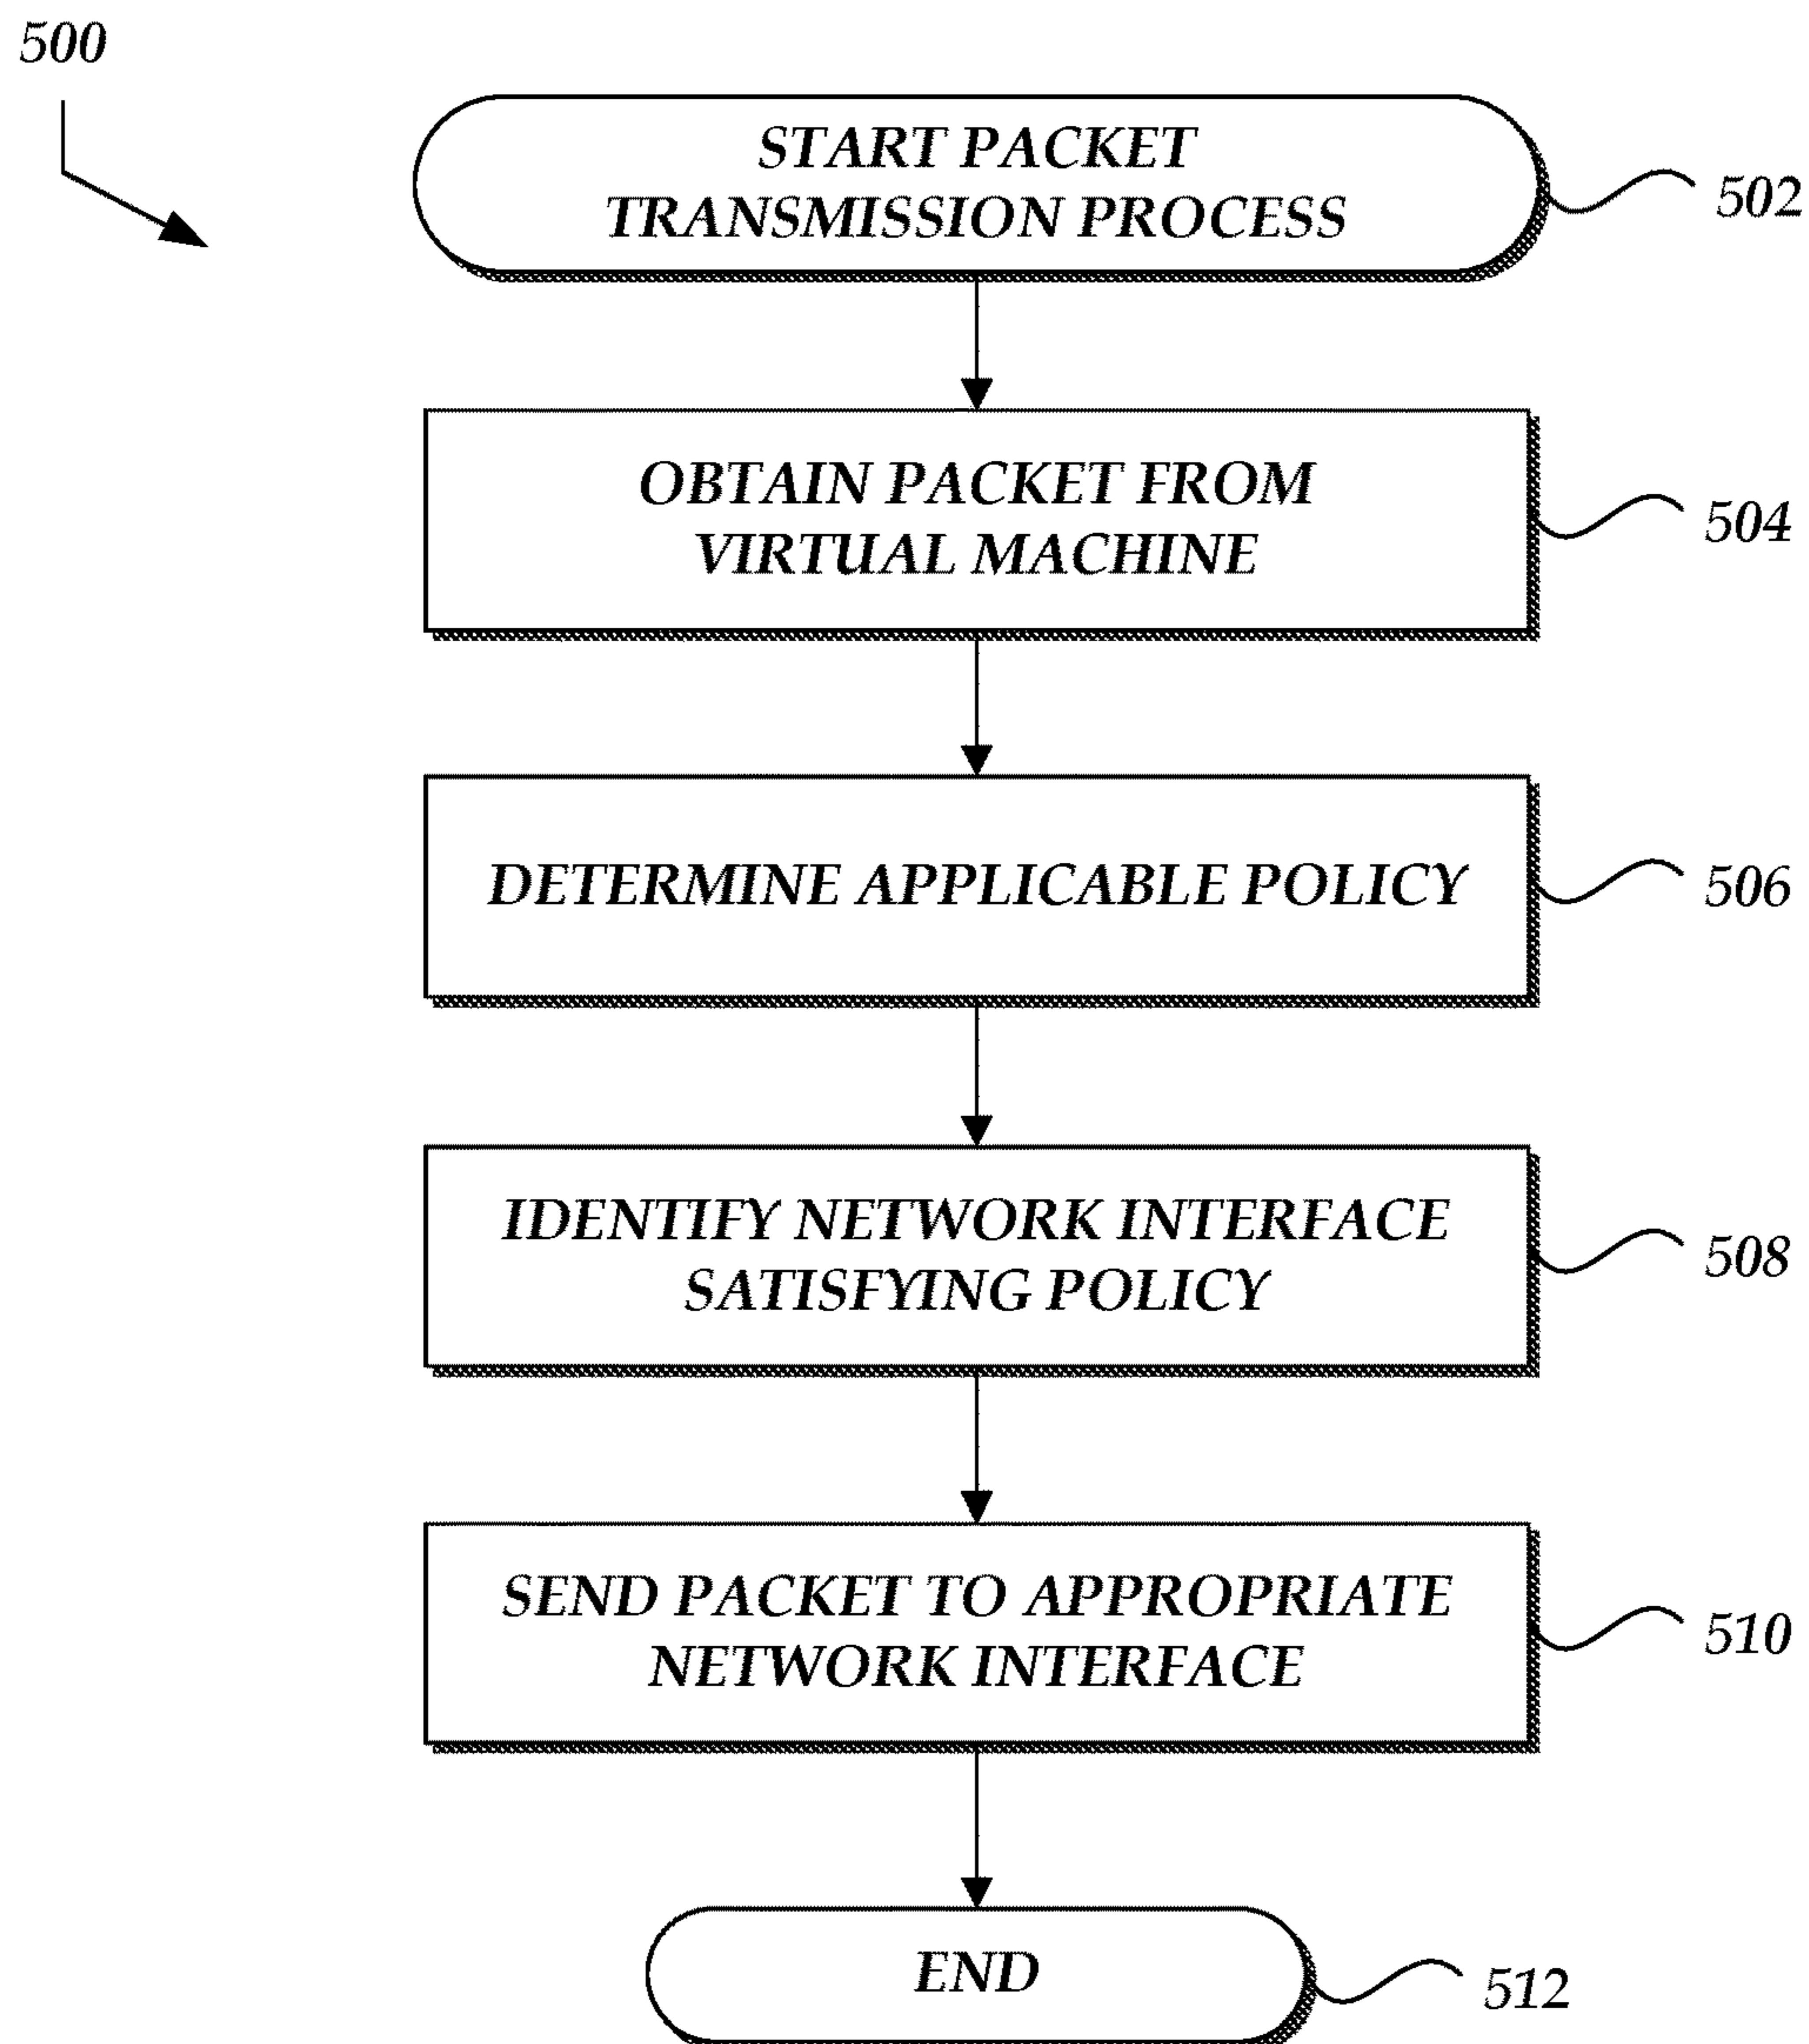 500
START PACKET
TRANSMISSION PROCESS
502
OBTAIN PACKET FROM
VIRTUAL MACHINE
504
DETERMINE APPLICABLE POLICY
506
IDENTIFY NETWORK INTERFACE
SATISFYING POLICY
508
SEND PACKET TO APPROPRIATE
NETWORK INTERFACE
510
END
512